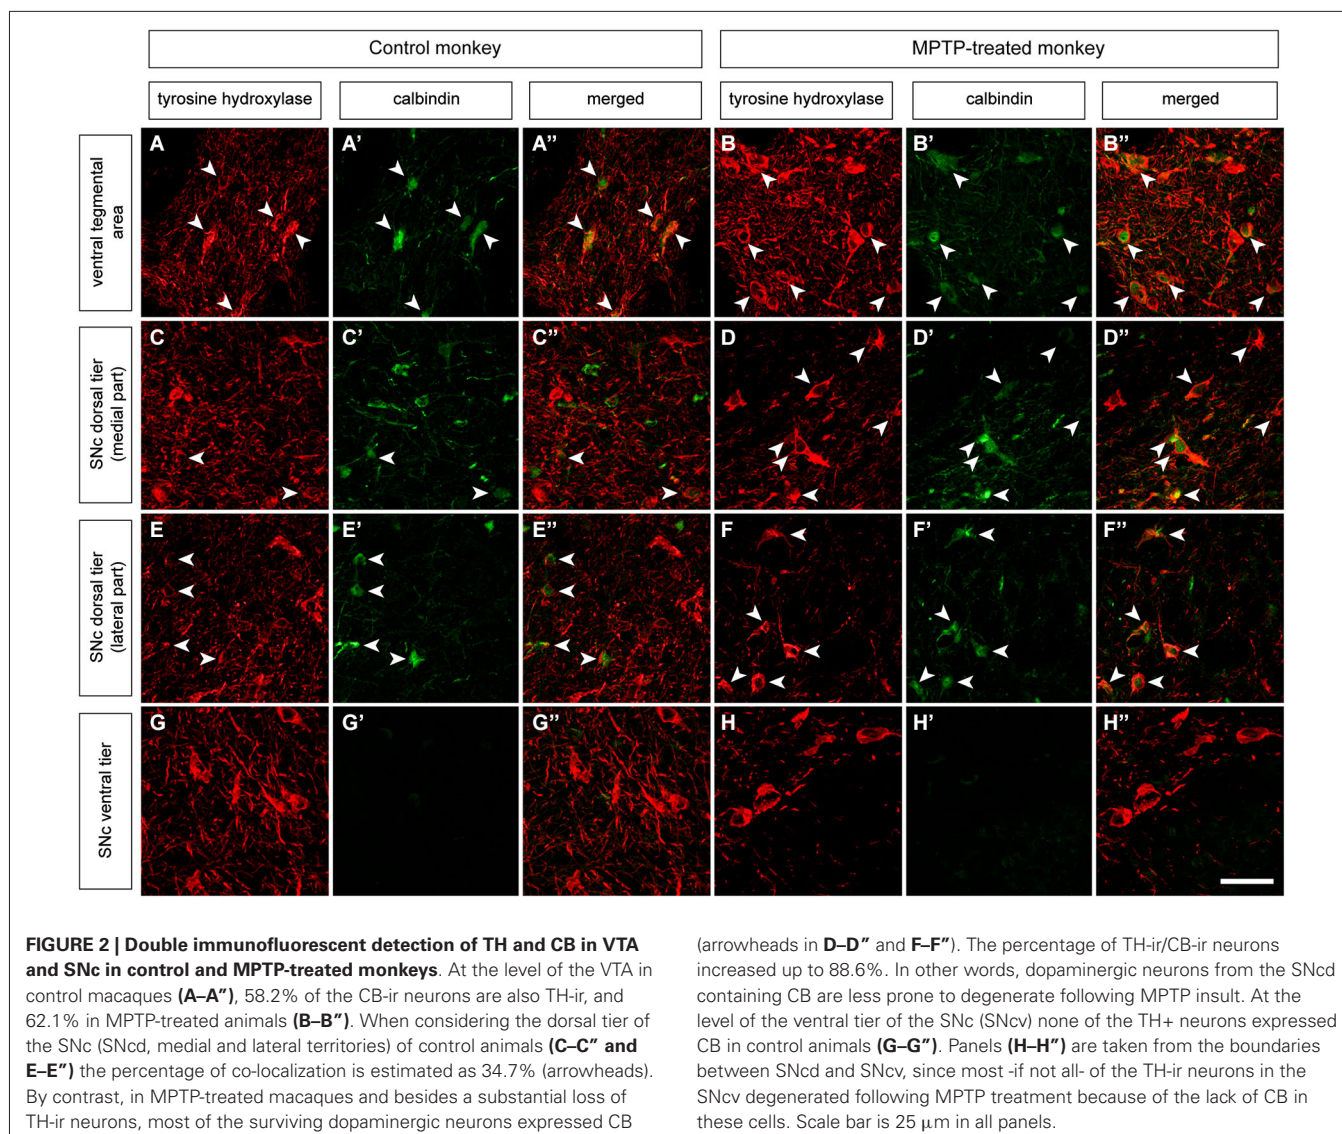 Control monkey
MPTP-treated monkey
tyrosine hydroxylase
calbindin
merged
tyrosine hydroxylase
calbindin
merged
ventral tegmental
area
A
A'
A''
B
B'
B''
SNc dorsal tier
(medial part)
C
C'
C''
D
D'
D''
SNc dorsal tier
(lateral part)
E
E'
E''
F
F'
F''
SNc ventral tier
G
G'
G''
H
H'
H''
FIGURE 2 | Double immunofluorescent detection of TH and CB in VTA
and SNc in control and MPTP-treated monkeys. At the level of the VTA in
control macaques (A–A″), 58.2% of the CB-ir neurons are also TH-ir, and
62.1% in MPTP-treated animals (B–B″). When considering the dorsal tier of
the SNc (SNcd, medial and lateral territories) of control animals (C–C″ and
E–E″) the percentage of co-localization is estimated as 34.7% (arrowheads).
By contrast, in MPTP-treated macaques and besides a substantial loss of
TH-ir neurons, most of the surviving dopaminergic neurons expressed CB
(arrowheads in D–D″ and F–F″). The percentage of TH-ir/CB-ir neurons
increased up to 88.6%. In other words, dopaminergic neurons from the SNcd
containing CB are less prone to degenerate following MPTP insult. At the
level of the ventral tier of the SNc (SNcv) none of the TH+ neurons expressed
CB in control animals (G–G″). Panels (H–H″) are taken from the boundaries
between SNcd and SNcv, since most -if not all- of the TH-ir neurons in the
SNcv degenerated following MPTP treatment because of the lack of CB in
these cells. Scale bar is 25 μm in all panels.